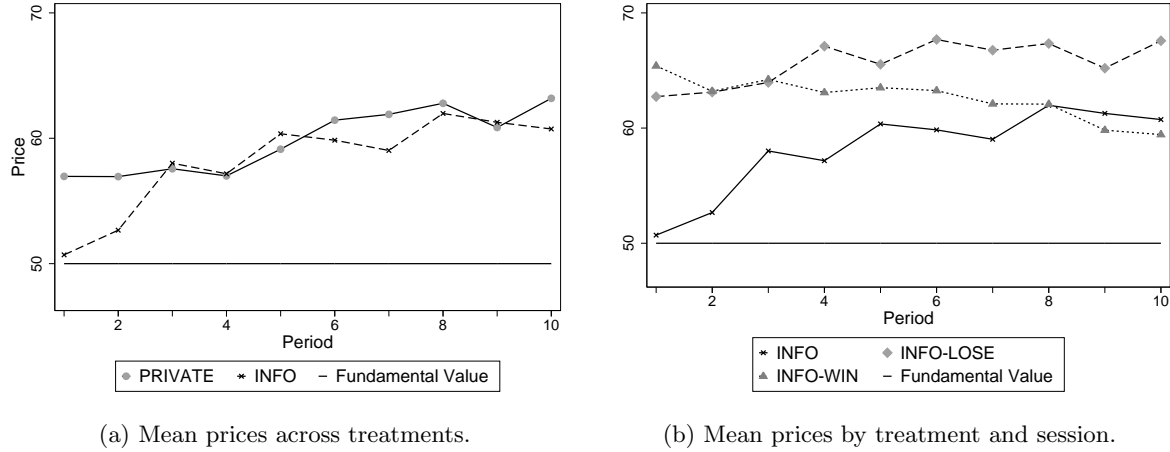 70
60
50
Price
2 4 6 8 10
Period
PRIVATE INFO Fundamental Value
(a) Mean prices across treatments.
70
60
50
2 4 6 8 10
Period
INFO INFO-LOSE
INFO-WIN Fundamental Value
(b) Mean prices by treatment and session.